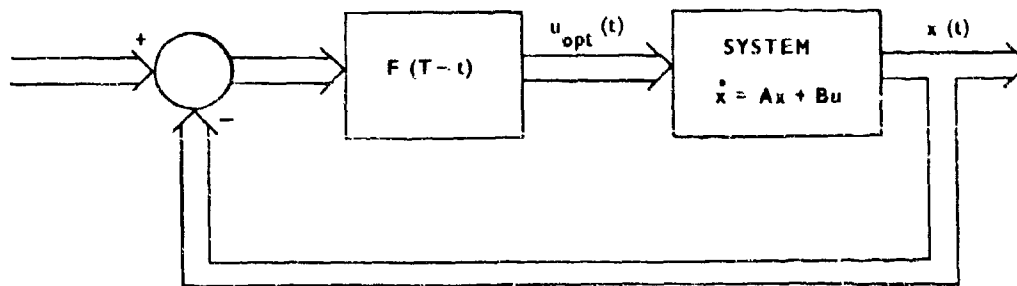 +
−
F (T − t)
u_opt (t)
SYSTEM
ẋ = Ax + Bu
x (t)